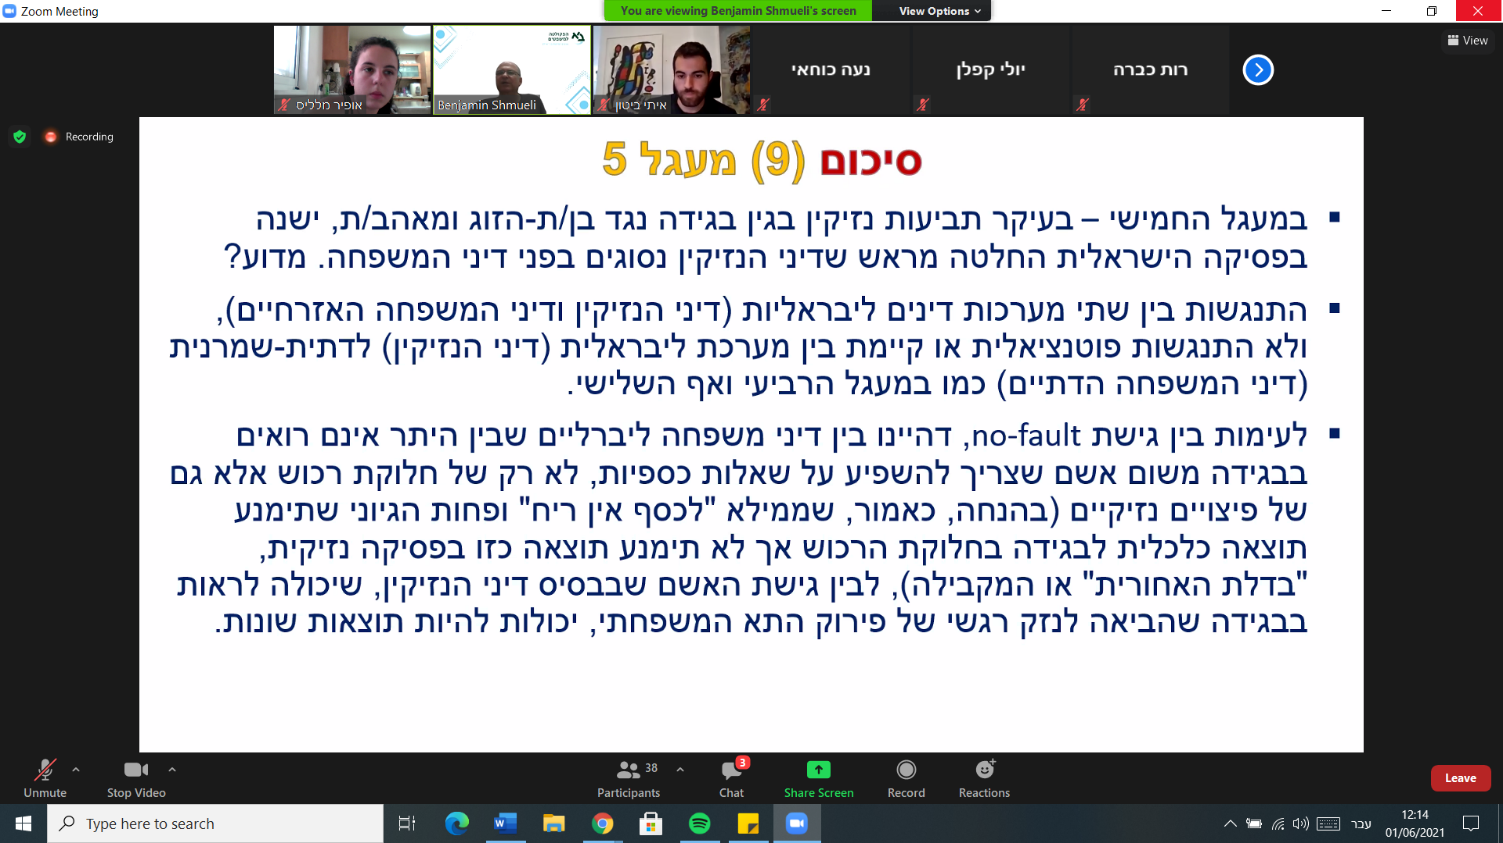 Zoom Meeting
You are viewing Benjamin Shmueli's screen
View Options
View
הפקולטה
למשפטים
אופיר מלליס
Benjamin Shmueli
איתי ביטון
נעה כוחאי
יולי קפלן
רות כברה
Recording
סיכום (9) מעגל 5
במעגל החמישי – בעיקר תביעות נזיקין בגין בגידה נגד בן/ת-הזוג ומאהב/ת, ישנה
בפסיקה הישראלית החלטה מראש שדיני הנזיקין נסוגים בפני דיני המשפחה. מדוע?
התנגשות בין שתי מערכות דינים ליבראליות (דיני הנזיקין ודיני המשפחה האזרחיים),
ולא התנגשות פוטנציאלית או קיימת בין מערכת ליבראלית (דיני הנזיקין) לדתית-שמרנית
(דיני המשפחה הדתיים) כמו במעגל הרביעי ואף השלישי.
לעימות בין גישת no-fault, דהיינו בין דיני משפחה ליברליים שבין היתר אינם רואים
בבגידה משום אשם שצריך להשפיע על שאלות כספיות, לא רק של חלוקת רכוש אלא גם
של פיצויים נזיקיים (בהנחה, כאמור, שממילא "לכסף אין ריח" ופחות הגיוני שתימנע
תוצאה כלכלית לבגידה בחלוקת הרכוש אך לא תימנע תוצאה כזו בפסיקה נזיקית,
"בדלת האחורית" או המקבילה), לבין גישת האשם שבבסיס דיני הנזיקין, שיכולה לראות
בבגידה שהביאה לנזק רגשי של פירוק התא המשפחתי, יכולות להיות תוצאות שונות.
Unmute
Stop Video
38
Participants
3
Chat
Share Screen
Record
Reactions
Leave
Type here to search
עבר
12:14
01/06/2021